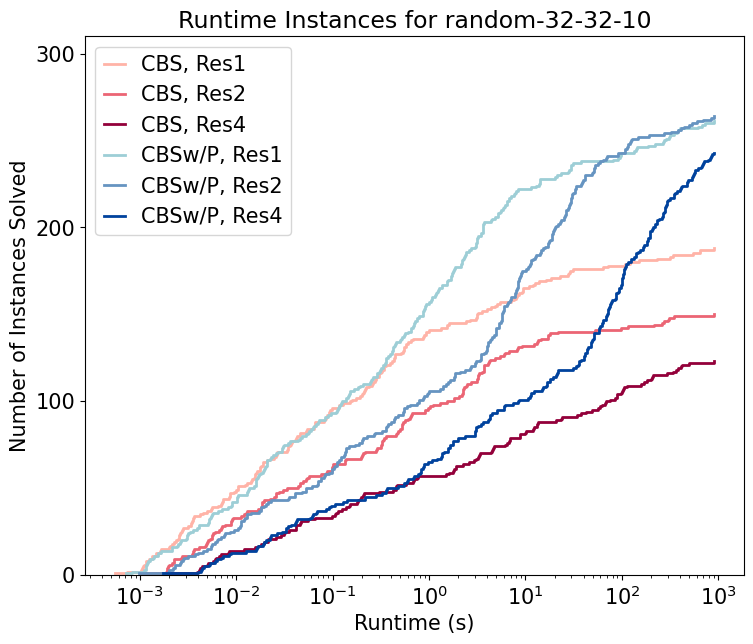 Runtime Instances for random-32-32-10
Number of Instances Solved
300
200
100
0
CBS, Res1
CBS, Res2
CBS, Res4
CBSw/P, Res1
CBSw/P, Res2
CBSw/P, Res4
10⁻³ 10⁻² 10⁻¹ 10⁰ 10¹ 10² 10³
Runtime (s)